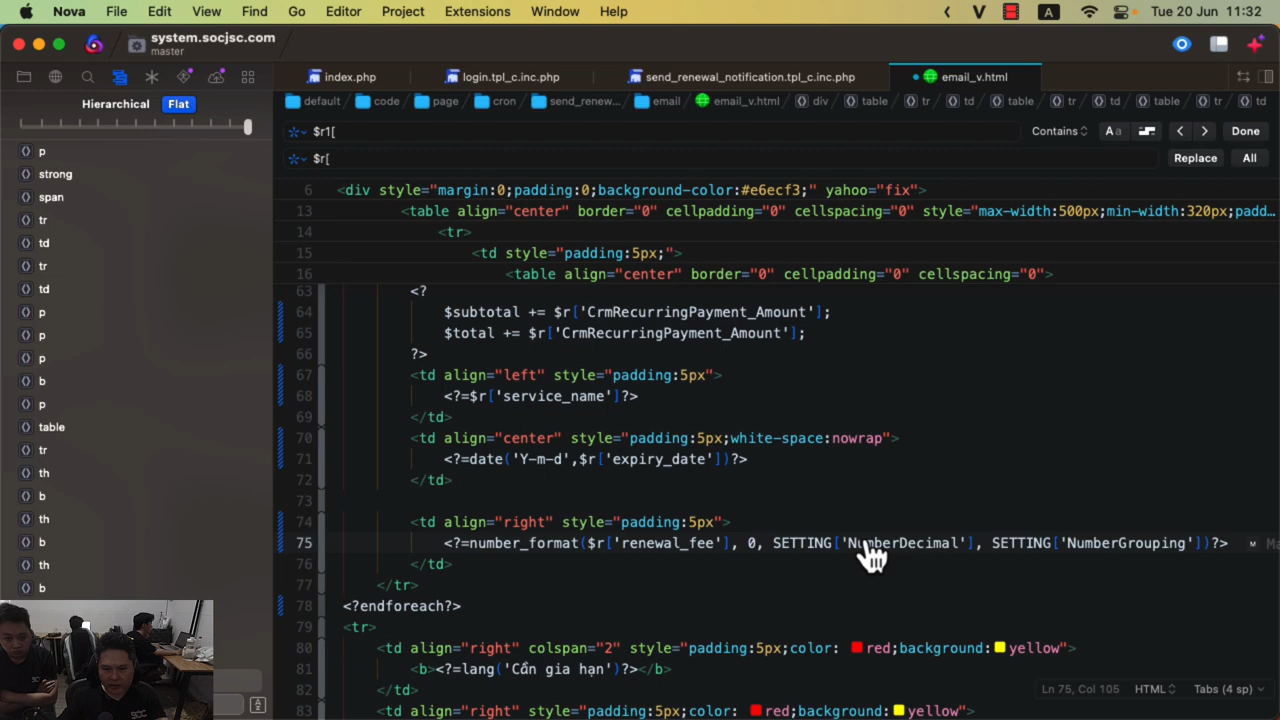 Nova File Edit View Find Go Editor Project Extensions Window Help A Tue 20 Jun 11:32
system.socjsc.com
master
index.php login.tpl_c.inc.php send_renewal_notification.tpl_c.inc.php email_v.html
Hierarchical Flat
default code page cron send_renew... email email_v.html div table tr td table tr td table tr td
$r1[ Contains Aa Done
$r[ Replace All
p
strong
span
tr
td
tr
td
p
p
p
b
p
table
tr
th
b
th
b
th
b
6 <div style="margin:0;padding:0;background-color:#e6ecf3;" yahoo="fix">
13 <table align="center" border="0" cellpadding="0" cellspacing="0" style="max-width:500px;min-width:320px;padd…
14 <tr>
15 <td style="padding:5px;">
16 <table align="center" border="0" cellpadding="0" cellspacing="0">
63 <?
64 $subtotal += $r['CrmRecurringPayment_Amount'];
65 $total += $r['CrmRecurringPayment_Amount'];
66 ?>
67 <td align="left" style="padding:5px">
68 <?=$r['service_name']?>
69 </td>
70 <td align="center" style="padding:5px;white-space:nowrap">
71 <?=date('Y-m-d',$r['expiry_date'])?>
72 </td>
73
74 <td align="right" style="padding:5px">
75 <?=number_format($r['renewal_fee'], 0, SETTING['NumberDecimal'], SETTING['NumberGrouping'])?>
76 </td>
77 </tr>
78 <?endforeach?>
79 <tr>
80 <td align="right" colspan="2" style="padding:5px;color: red;background: yellow">
81 <b><?=lang('Cần gia hạn')?></b>
82 </td>
83 <td align="right" style="padding:5px;color: red;background: yellow">
Ln 75, Col 105 HTML Tabs (4 sp)